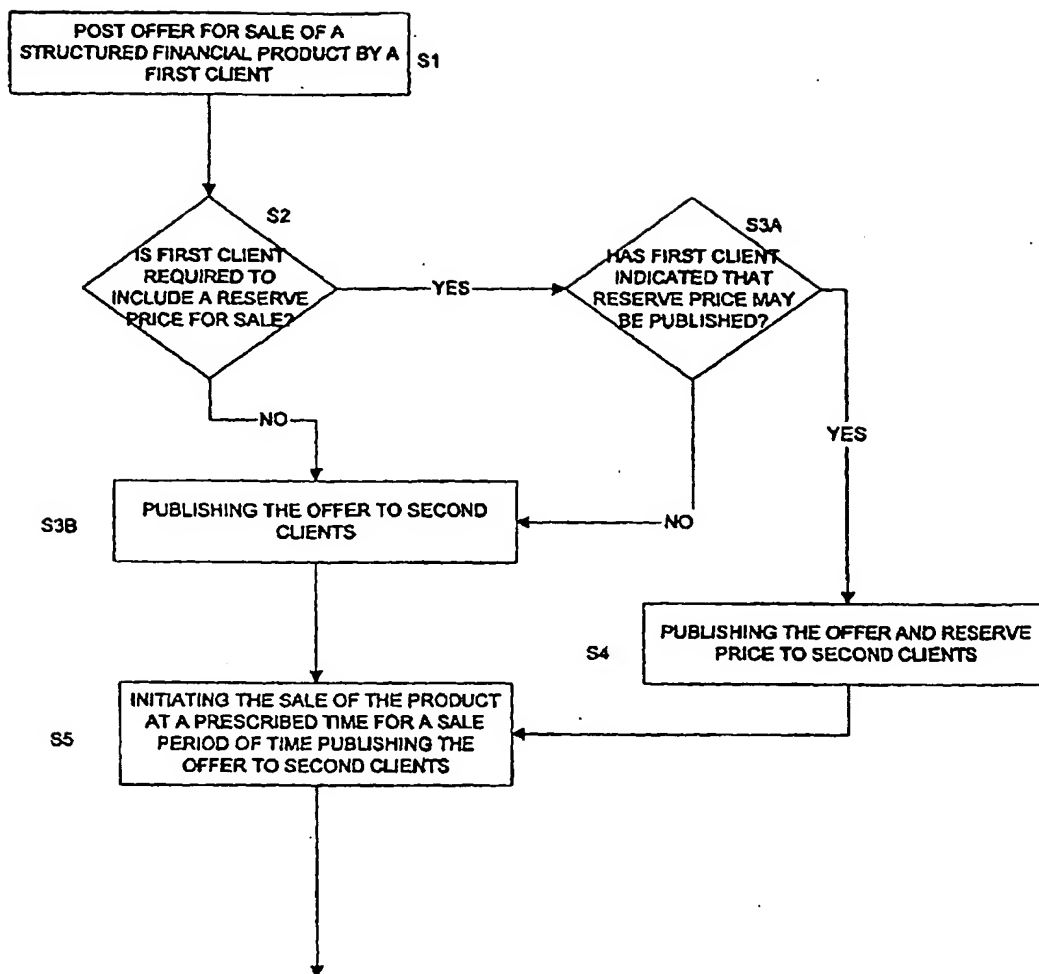 POST OFFER FOR SALE OF A
STRUCTURED FINANCIAL PRODUCT BY A
FIRST CLIENT
S1
S2
IS FIRST CLIENT
REQUIRED TO
INCLUDE A RESERVE
PRICE FOR SALE?
YES
S3A
HAS FIRST CLIENT
INDICATED THAT
RESERVE PRICE MAY
BE PUBLISHED?
NO
YES
S3B
PUBLISHING THE OFFER TO SECOND
CLIENTS
NO
S4
PUBLISHING THE OFFER AND RESERVE
PRICE TO SECOND CLIENTS
S5
INITIATING THE SALE OF THE PRODUCT
AT A PRESCRIBED TIME FOR A SALE
PERIOD OF TIME PUBLISHING THE
OFFER TO SECOND CLIENTS